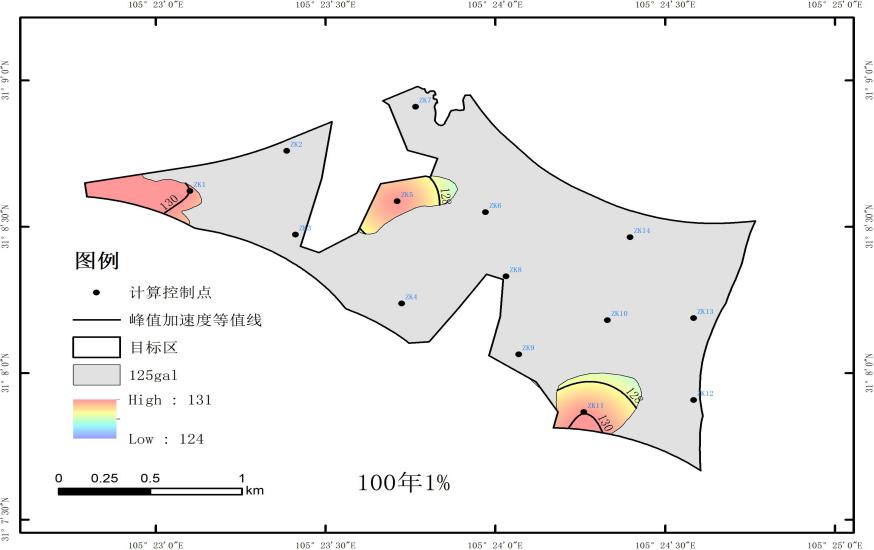 105° 23′0″E
105° 23′30″E
105° 24′0″E
105° 24′30″E
105° 25′0″E
31° 9′0″N
31° 9′0″N
ZK7
ZK2
ZK1
130
ZK5
128
ZK6
31° 8′30″N
31° 8′30″N
ZK3
ZK14
图例
ZK8
计算控制点
ZK4
峰值加速度等值线
ZK10
ZK13
目标区
ZK9
31° 8′0″N
31° 8′0″N
125gal
High : 131
128
ZK12
ZK11
130
Low : 124
0 0.25 0.5 1
km
100年1%
31° 7′30″N
31° 7′30″N
105° 23′0″E
105° 23′30″E
105° 24′0″E
105° 24′30″E
105° 25′0″E